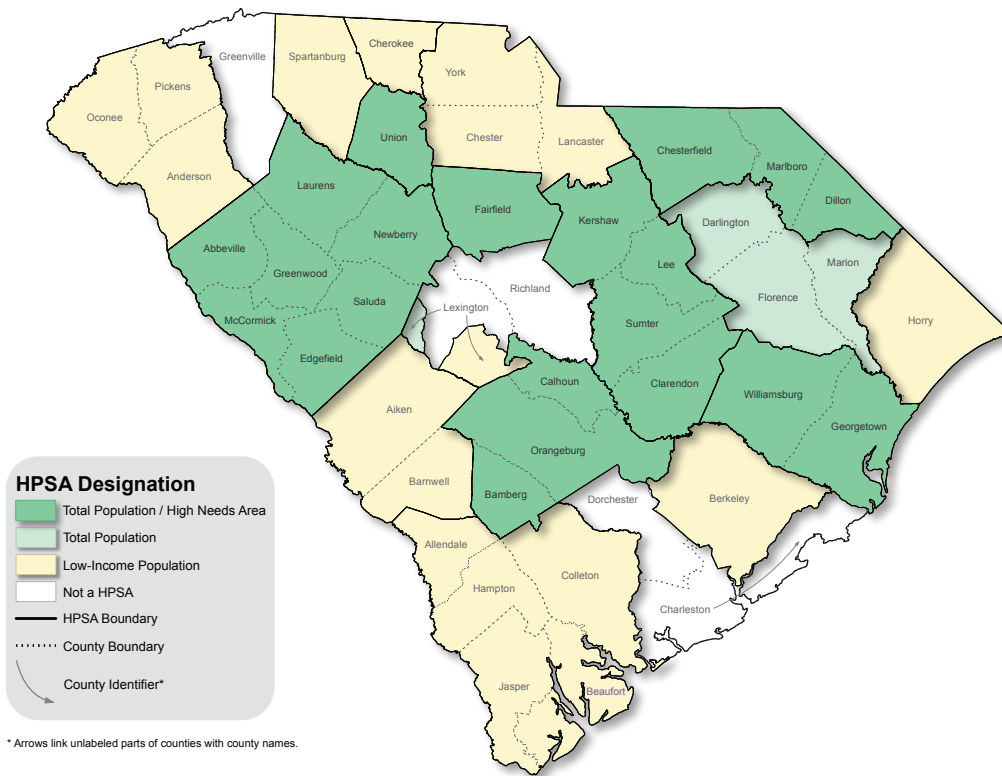 Cherokee
Greenville
Spartanburg
York
Pickens
Oconee
Union
Chester
Lancaster
Chesterfield
Marlboro
Anderson
Laurens
Dillon
Fairfield
Kershaw
Darlington
Newberry
Abbeville
Lee
Marion
Greenwood
Richland
Florence
Saluda
Lexington
McCormick
Sumter
Horry
Edgefield
Calhoun
Clarendon
Williamsburg
Aiken
Georgetown
Orangeburg
Barnwell
Bamberg
Dorchester
Berkeley
Allendale
Colleton
Hampton
Charleston
Jasper
Beaufort
HPSA Designation
Total Population / High Needs Area
Total Population
Low-Income Population
Not a HPSA
HPSA Boundary
County Boundary
County Identifier*
* Arrows link unlabeled parts of counties with county names.